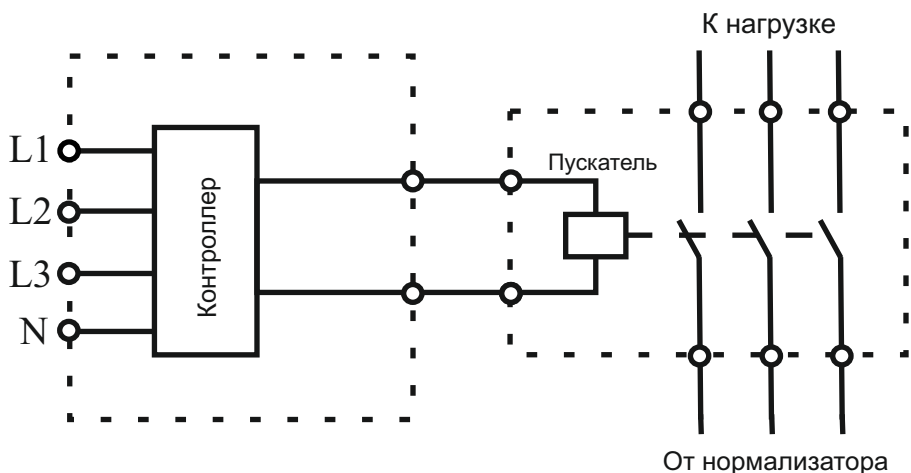 К нагрузке
Пускатель
L1
L2
L3
N
Контроллер
От нормализатора